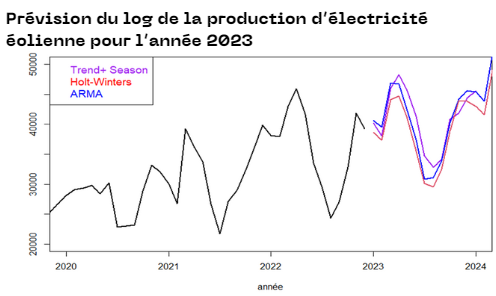 Prévision du log de la production d'électricité
éolienne pour l'année 2023
Trend+ Season
Holt-Winters
ARMA
50000
40000
30000
20000
2020 2021 2022 2023 2024
année